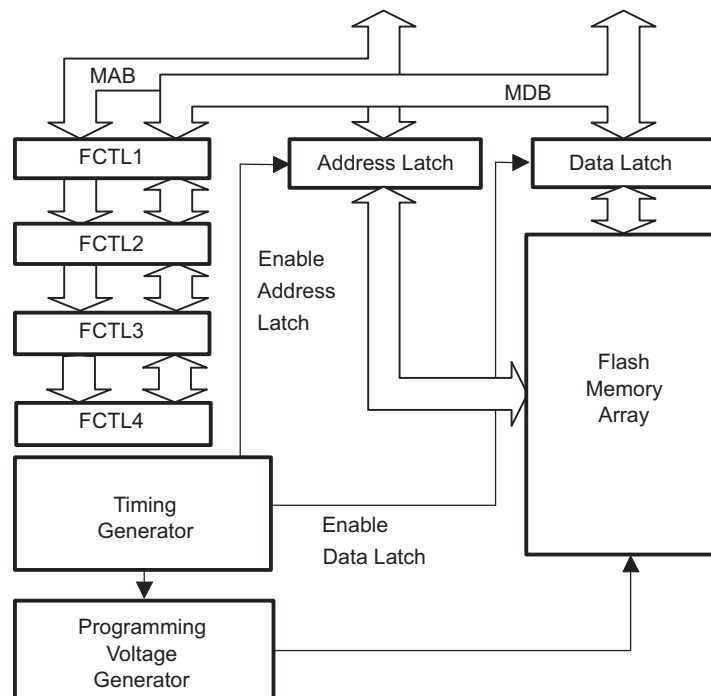 MAB
MDB
FCTL1
Address Latch
Data Latch
FCTL2
Enable
Address
Latch
FCTL3
Flash
Memory
Array
FCTL4
Timing
Generator
Enable
Data Latch
Programming
Voltage
Generator